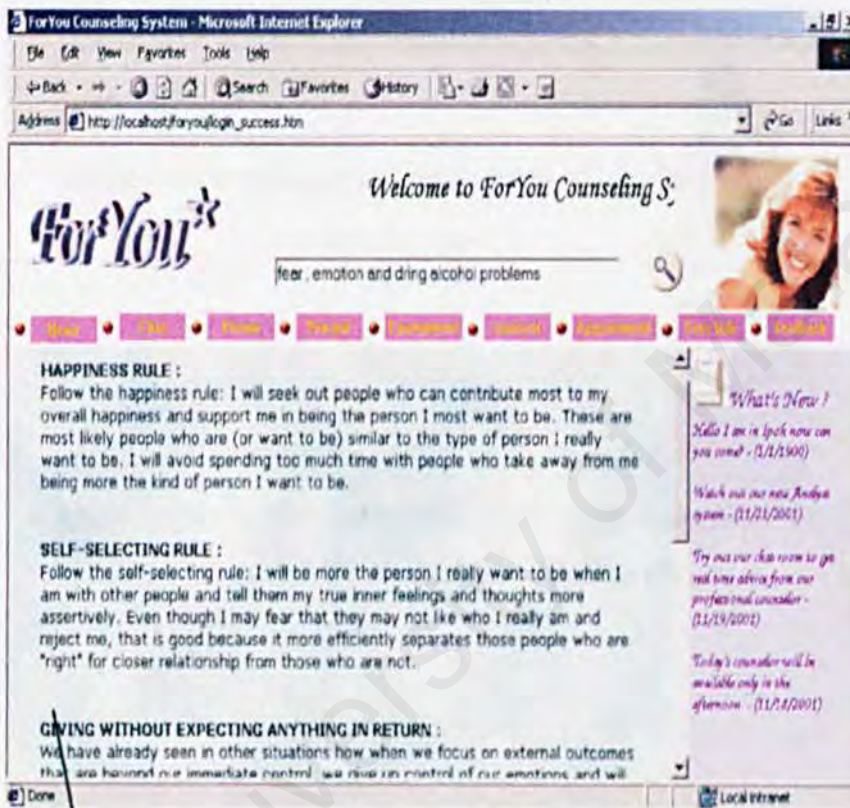 ForYou Counseling System - Microsoft Internet Explorer
File Edit View Favorites Tools Help
Back Search Favorites History
Address http://localhost/foryou/login_success.htm Go Links
Welcome to ForYou Counseling Sy
ForYou*
fear , emotion and dring alcohol problems
HAPPINESS RULE :
Follow the happiness rule: I will seek out people who can contribute most to my
overall happiness and support me in being the person I most want to be. These are
most likely people who are (or want to be) similar to the type of person I really
want to be. I will avoid spending too much time with people who take away from me
being more the kind of person I want to be.
SELF-SELECTING RULE :
Follow the self-selecting rule: I will be more the person I really want to be when I
am with other people and tell them my true inner feelings and thoughts more
assertively. Even though I may fear that they may not like who I really am and
reject me, that is good because it more efficiently separates those people who are
"right" for closer relationship from those who are not.
GIVING WITHOUT EXPECTING ANYTHING IN RETURN :
We have already seen in other situations how when we focus on external outcomes
that are beyond our immediate control, we give up control of our emotions and will
What's New ?
Hello I am in Ipoh now can
you come? - (1/1/1900)
Watch out our new Analyse
system - (11/21/2001)
Try out our chat room to get
real time advice from our
professional counselor -
(11/19/2001)
Today's counselor will be
available only in the
afternoon - (11/14/2001)
Done
Local intranet
University of M